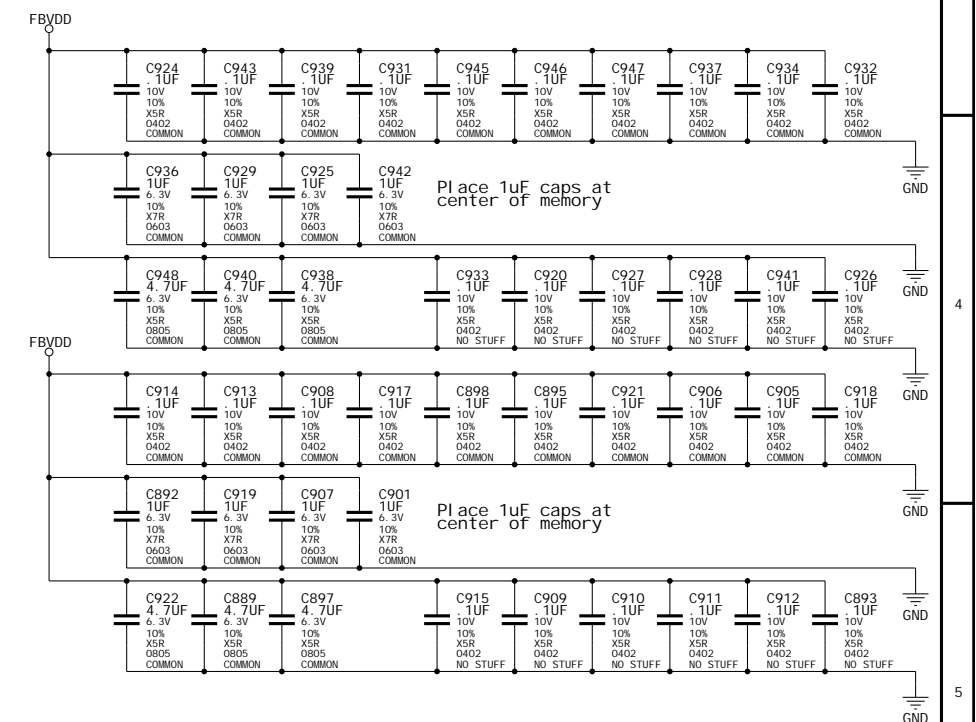 FBVDD
C924 C943 C939 C931 C945 C946 C947 C937 C934 C932
.1UF .1UF .1UF .1UF .1UF .1UF .1UF .1UF .1UF .1UF
10V 10V 10V 10V 10V 10V 10V 10V 10V 10V
10% 10% 10% 10% 10% 10% 10% 10% 10% 10%
X5R X5R X5R X5R X5R X5R X5R X5R X5R X5R
0402 0402 0402 0402 0402 0402 0402 0402 0402 0402
COMMON COMMON COMMON COMMON COMMON COMMON COMMON COMMON COMMON COMMON
GND
C936 C929 C925 C942
1UF 1UF 1UF 1UF
6.3V 6.3V 6.3V 6.3V
10% 10% 10% 10%
X7R X7R X7R X7R
0603 0603 0603 0603
COMMON COMMON COMMON COMMON
Place 1uF caps at
center of memory
GND
C948 C940 C938 C933 C920 C927 C928 C941 C926
4.7UF 4.7UF 4.7UF .1UF .1UF .1UF .1UF .1UF .1UF
6.3V 6.3V 6.3V 10V 10V 10V 10V 10V 10V
10% 10% 10% 10% 10% 10% 10% 10% 10%
X5R X5R X5R X5R X5R X5R X5R X5R X5R
0805 0805 0805 0402 0402 0402 0402 0402 0402
COMMON COMMON COMMON NO STUFF NO STUFF NO STUFF NO STUFF NO STUFF NO STUFF
4
GND
FBVDD
C914 C913 C908 C917 C898 C895 C921 C906 C905 C918
.1UF .1UF .1UF .1UF .1UF .1UF .1UF .1UF .1UF .1UF
10V 10V 10V 10V 10V 10V 10V 10V 10V 10V
10% 10% 10% 10% 10% 10% 10% 10% 10% 10%
X5R X5R X5R X5R X5R X5R X5R X5R X5R X5R
0402 0402 0402 0402 0402 0402 0402 0402 0402 0402
COMMON COMMON COMMON COMMON COMMON COMMON COMMON COMMON COMMON COMMON
GND
C892 C919 C907 C901
1UF 1UF 1UF 1UF
6.3V 6.3V 6.3V 6.3V
10% 10% 10% 10%
X7R X7R X7R X7R
0603 0603 0603 0603
COMMON COMMON COMMON COMMON
Place 1uF caps at
center of memory
GND
C922 C889 C897 C915 C909 C910 C911 C912 C893
4.7UF 4.7UF 4.7UF .1UF .1UF .1UF .1UF .1UF .1UF
6.3V 6.3V 6.3V 10V 10V 10V 10V 10V 10V
10% 10% 10% 10% 10% 10% 10% 10% 10%
X5R X5R X5R X5R X5R X5R X5R X5R X5R
0805 0805 0805 0402 0402 0402 0402 0402 0402
COMMON COMMON COMMON NO STUFF NO STUFF NO STUFF NO STUFF NO STUFF NO STUFF
5
GND